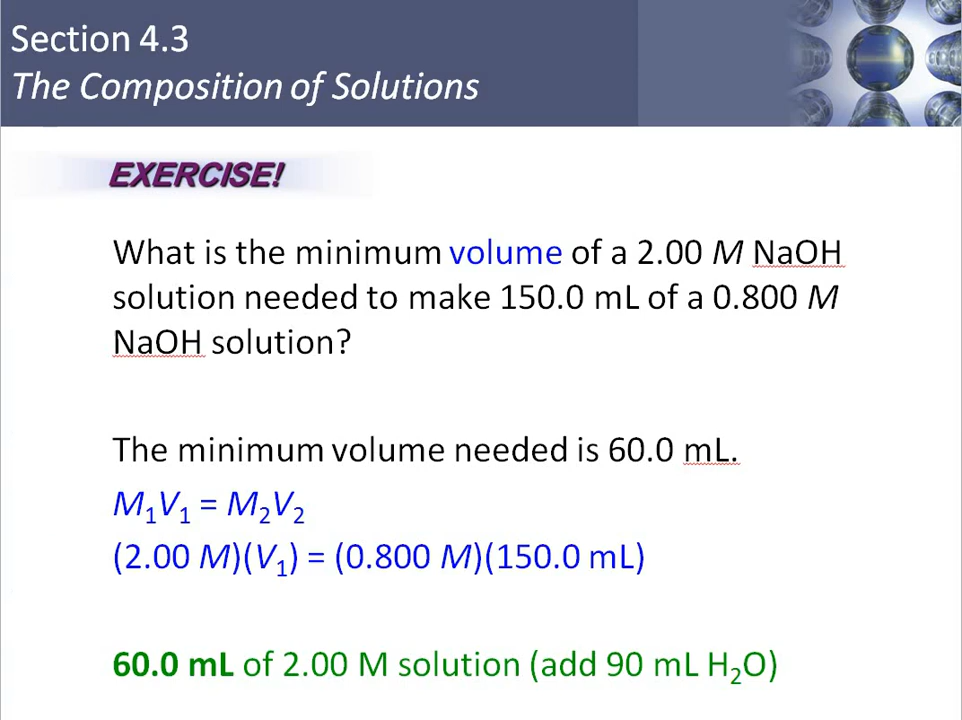 Section 4.3
The Composition of Solutions
EXERCISE!
What is the minimum volume of a 2.00 M NaOH
solution needed to make 150.0 mL of a 0.800 M
NaOH solution?
The minimum volume needed is 60.0 mL.
M₁V₁ = M₂V₂
(2.00 M)(V₁) = (0.800 M)(150.0 mL)
60.0 mL of 2.00 M solution (add 90 mL H₂O)